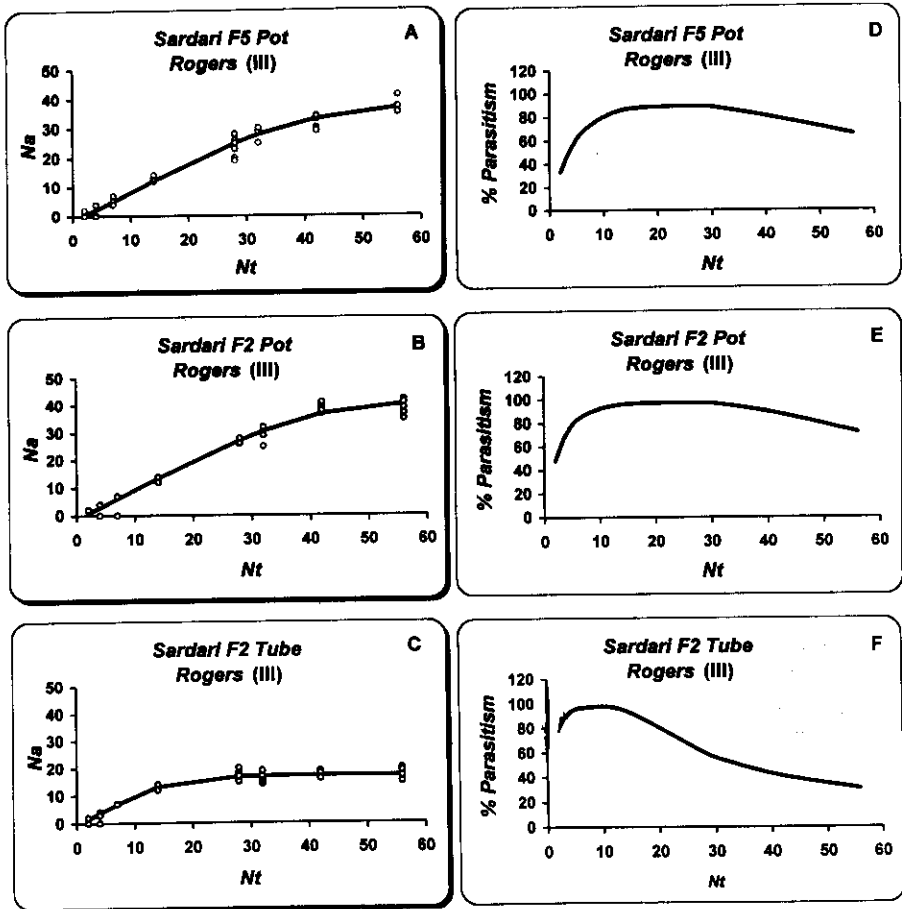 Sardari F5 Pot
Rogers (III)
A
50
40
30
20
10
0
Na
0 10 20 30 40 50 60
Nt
Sardari F5 Pot
Rogers (III)
D
120
100
80
60
40
20
0
% Parasitism
0 10 20 30 40 50 60
Nt
Sardari F2 Pot
Rogers (III)
B
50
40
30
20
10
0
Na
0 10 20 30 40 50 60
Nt
Sardari F2 Pot
Rogers (III)
E
120
100
80
60
40
20
0
% Parasitism
0 10 20 30 40 50 60
Nt
Sardari F2 Tube
Rogers (III)
C
50
40
30
20
10
0
Na
0 10 20 30 40 50 60
Nt
Sardari F2 Tube
Rogers (III)
F
120
100
80
60
40
20
0
% Parasitism
0 10 20 30 40 50 60
Nt